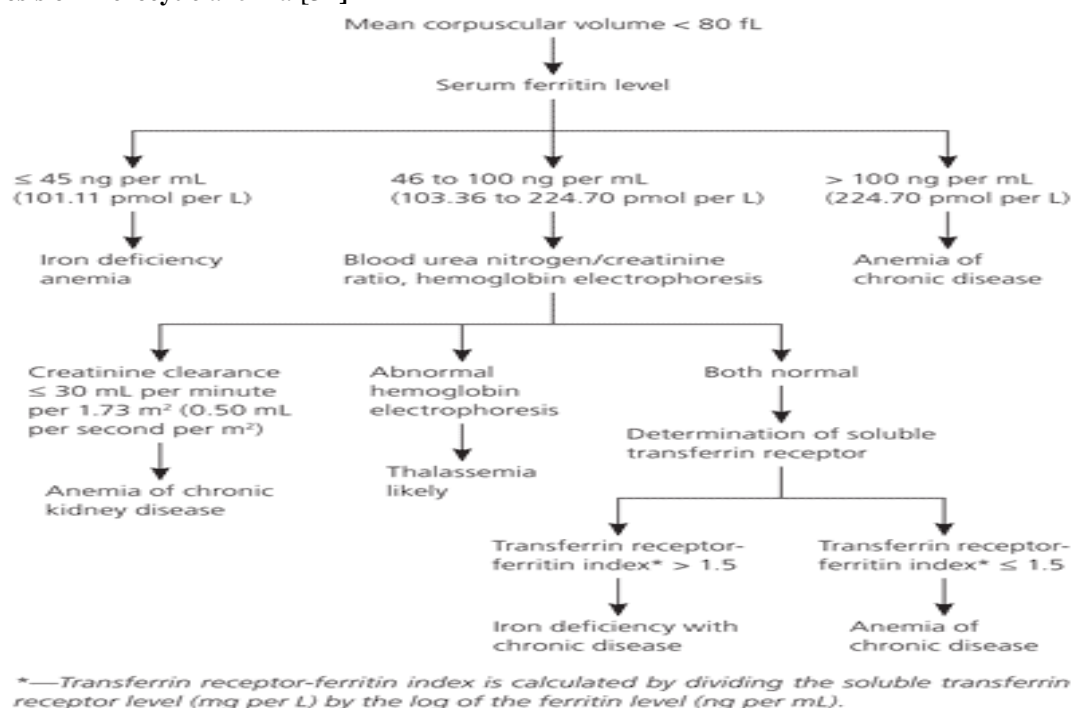 Mean corpuscular volume < 80 fL
Serum ferritin level
≤ 45 ng per mL
(101.11 pmol per L)
46 to 100 ng per mL
(103.36 to 224.70 pmol per L)
> 100 ng per mL
(224.70 pmol per L)
Iron deficiency
anemia
Blood urea nitrogen/creatinine
ratio, hemoglobin electrophoresis
Anemia of
chronic disease
Creatinine clearance
≤ 30 mL per minute
per 1.73 m² (0.50 mL
per second per m²)
Abnormal
hemoglobin
electrophoresis
Both normal
Anemia of chronic
kidney disease
Thalassemia
likely
Determination of soluble
transferrin receptor
Transferrin receptor-
ferritin index* > 1.5
Transferrin receptor-
ferritin index* ≤ 1.5
Iron deficiency with
chronic disease
Anemia of
chronic disease
*—Transferrin receptor-ferritin index is calculated by dividing the soluble transferrin
receptor level (mg per L) by the log of the ferritin level (ng per mL).